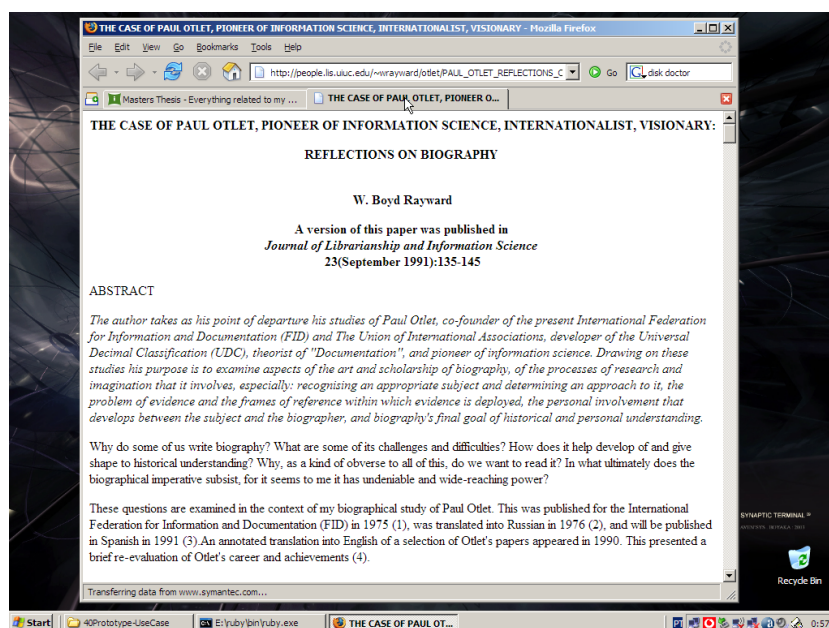 THE CASE OF PAUL OTLET, PIONEER OF INFORMATION SCIENCE, INTERNATIONALIST, VISIONARY - Mozilla Firefox
File Edit View Go Bookmarks Tools Help
http://people.lis.uiuc.edu/~wrayward/otlet/PAUL_OTLET_REFLECTIONS_C Go disk doctor
Masters Thesis - Everything related to my ... THE CASE OF PAUL OTLET, PIONEER O...
THE CASE OF PAUL OTLET, PIONEER OF INFORMATION SCIENCE, INTERNATIONALIST, VISIONARY:
REFLECTIONS ON BIOGRAPHY
W. Boyd Rayward
A version of this paper was published in
Journal of Librarianship and Information Science
23(September 1991):135-145
ABSTRACT
The author takes as his point of departure his studies of Paul Otlet, co-founder of the present International Federation
for Information and Documentation (FID) and The Union of International Associations, developer of the Universal
Decimal Classification (UDC), theorist of "Documentation", and pioneer of information science. Drawing on these
studies his purpose is to examine aspects of the art and scholarship of biography, of the processes of research and
imagination that it involves, especially: recognising an appropriate subject and determining an approach to it, the
problem of evidence and the frames of reference within which evidence is deployed, the personal involvement that
develops between the subject and the biographer, and biography's final goal of historical and personal understanding.
Why do some of us write biography? What are some of its challenges and difficulties? How does it help develop of and give
shape to historical understanding? Why, as a kind of obverse to all of this, do we want to read it? In what ultimately does the
biographical imperative subsist, for it seems to me it has undeniable and wide-reaching power?
These questions are examined in the context of my biographical study of Paul Otlet. This was published for the International
Federation for Information and Documentation (FID) in 1975 (1), was translated into Russian in 1976 (2), and will be published
in Spanish in 1991 (3).An annotated translation into English of a selection of Otlet's papers appeared in 1990. This presented a
brief re-evaluation of Otlet's career and achievements (4).
SYNAPTIC TERMINAL
Recycle Bin
Transferring data from www.symantec.com...
Start 40Prototype-UseCase E:\ruby\bin\ruby.exe THE CASE OF PAUL OT... PT 0:57